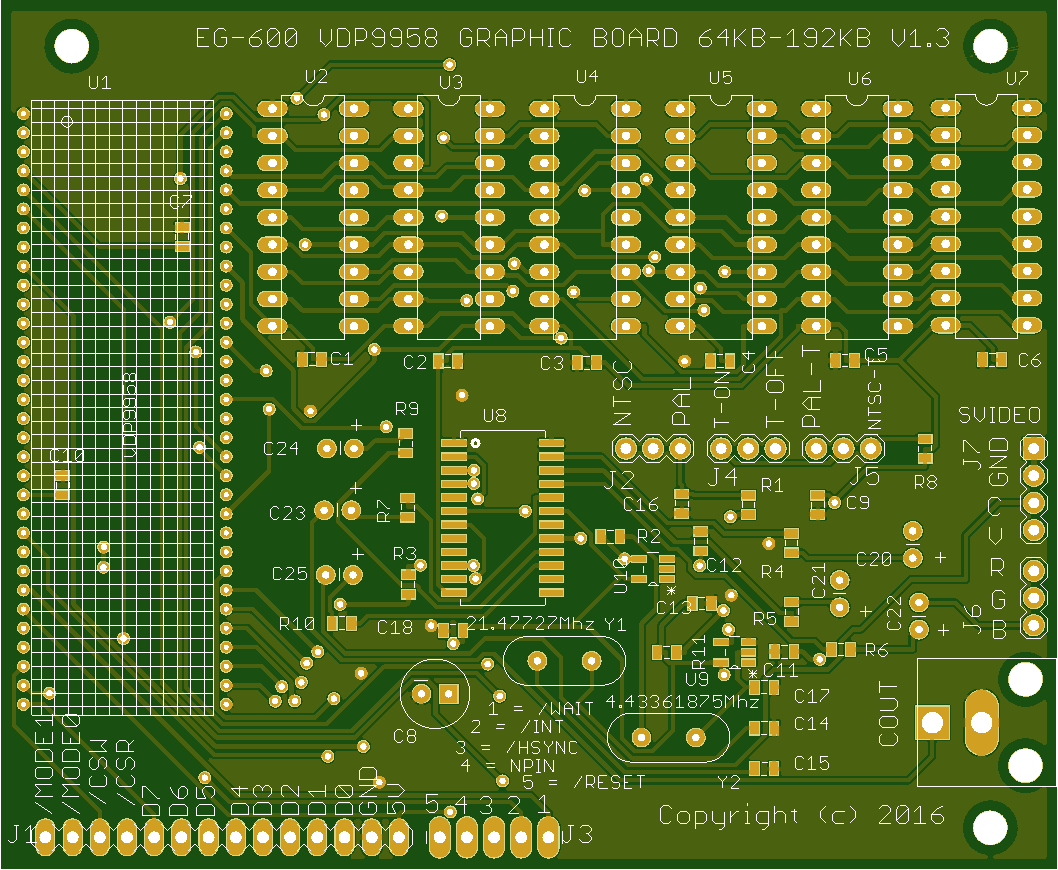 EG-600 VDP9958 GRAPHIC BOARD 64KB-192KB V1.3
U1
U2
U3
U4
U5
U6
U7
C7
VDP9958
C10
C1
C2
C3
C4
C5
C6
NTSC
PAL
T-ON
T-OFF
PAL-T
NTSC-T
SVIDEO
R9
U8
C24
J2
J4
J5
J7
GND
C
V
R8
C23
R7
C16
R1
C9
R2
C25
R3
U10
C12
R4
C20
C21
C22
C13
R5
R
G
B
J6
R10
C18
21.47727Mhz Y1
R11
U9
C11
R6
C17
4.43361875Mhz
C8
1 = /WAIT
2 = /INT
3 = /HSYNC
4 = NPIN
5 = /RESET
C14
C15
Y2
COUT
/MODE1
/MODE0
/CSW
/CSR
D7
D6
D5
D4
D3
D2
D1
D0
GND
5V
5 4 3 2 1
J1
J3
Copyright (c) 2016